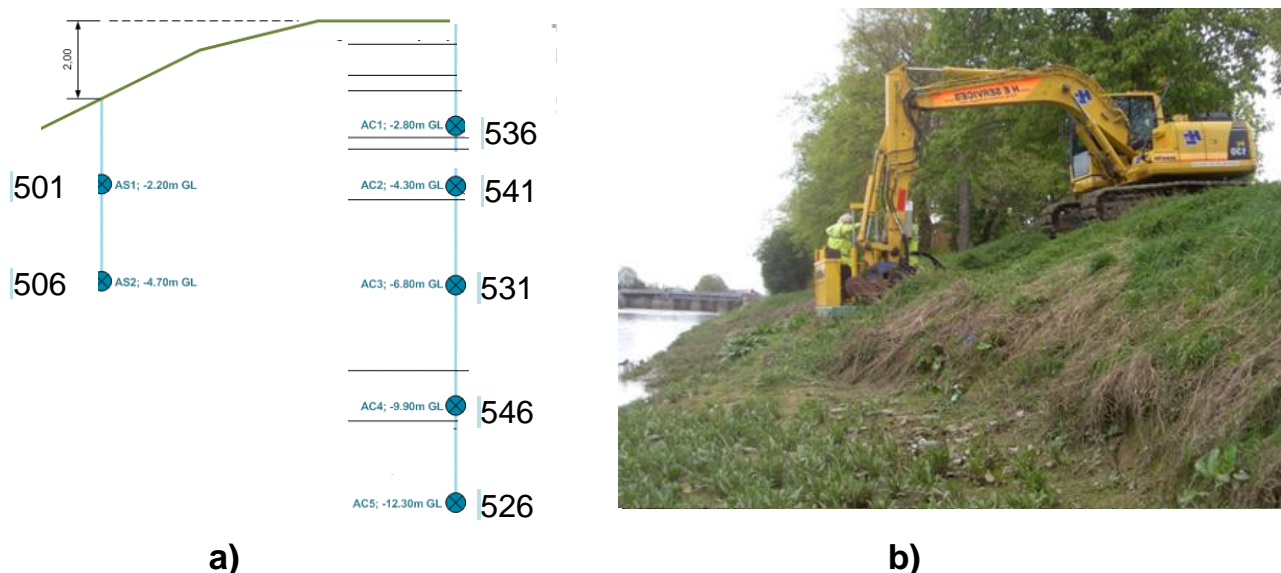 2,00
AC1; -2.80m GL
536
501
AS1; -2.20m GL
AC2; -4.30m GL
541
506
AS2; -4.70m GL
AC3; -6.80m GL
531
AC4; -9.90m GL
546
AC5; -12.30m GL
526
a)
H E SERVICES
b)